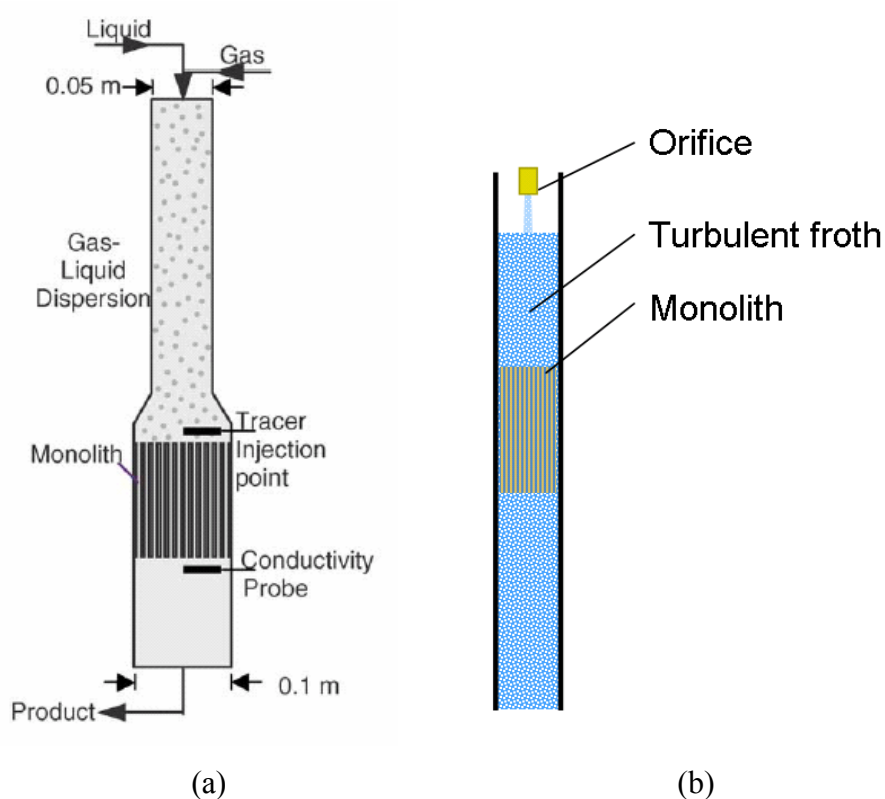 Liquid
Gas
0.05 m
Gas-
Liquid
Dispersion
Tracer
Injection
point
Monolith
Conductivity
Probe
0.1 m
Product
(a)
Orifice
Turbulent froth
Monolith
(b)